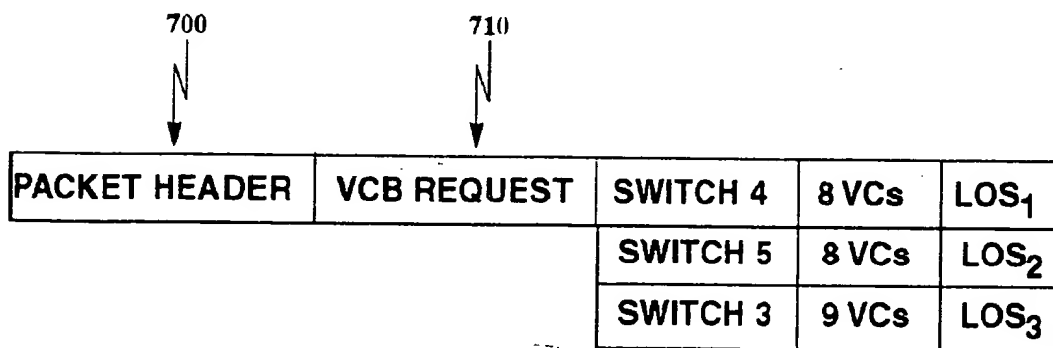 700 710
PACKET HEADER VCB REQUEST SWITCH 4 8 VCs LOS₁
SWITCH 5 8 VCs LOS₂
SWITCH 3 9 VCs LOS₃